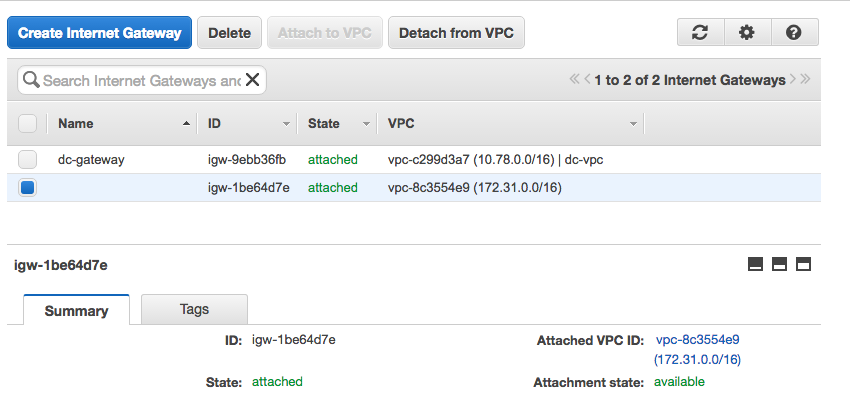 Create Internet Gateway Delete Attach to VPC Detach from VPC
Search Internet Gateways and 1 to 2 of 2 Internet Gateways
Name ID State VPC
dc-gateway igw-9ebb36fb attached vpc-c299d3a7 (10.78.0.0/16) | dc-vpc
igw-1be64d7e attached vpc-8c3554e9 (172.31.0.0/16)
igw-1be64d7e
Summary Tags
ID: igw-1be64d7e Attached VPC ID: vpc-8c3554e9
(172.31.0.0/16)
State: attached Attachment state: available